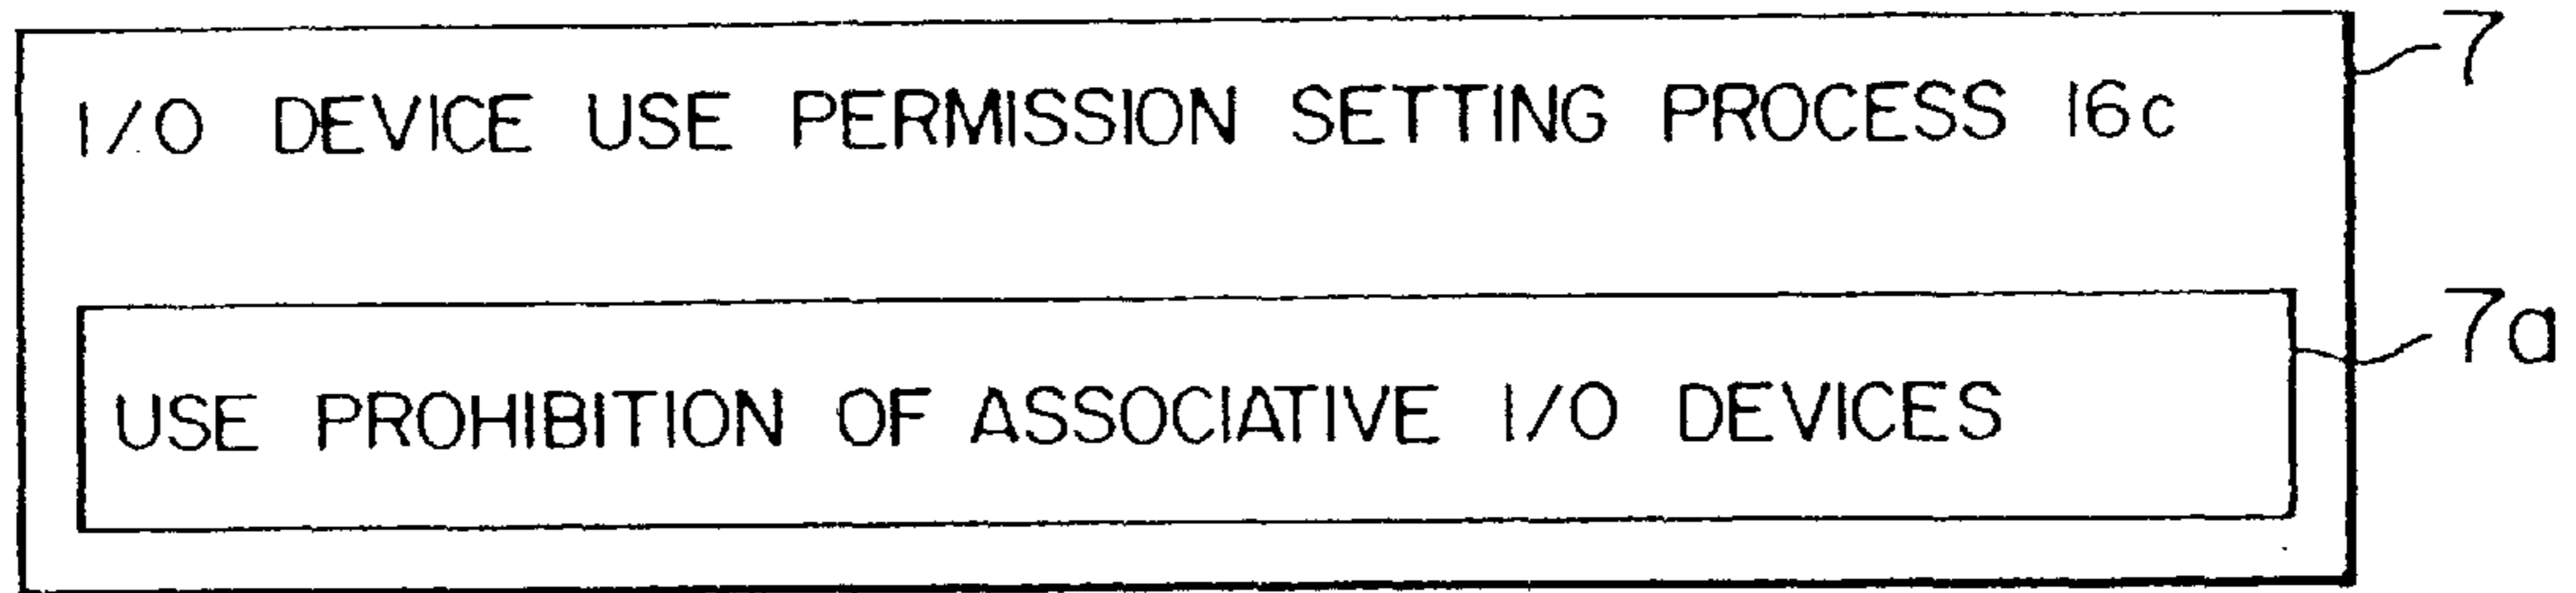 I/O DEVICE USE PERMISSION SETTING PROCESS 16c
7
USE PROHIBITION OF ASSOCIATIVE I/O DEVICES
7a